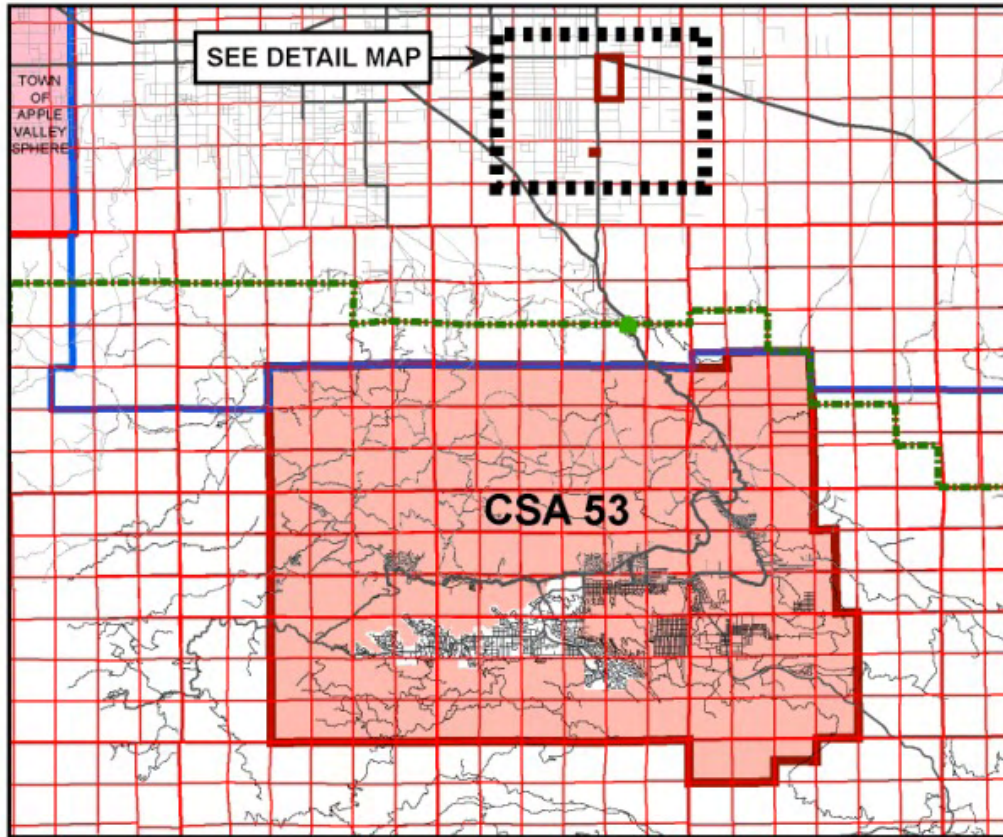 SEE DETAIL MAP
TOWN
OF
APPLE
VALLEY
SPHERE
CSA 53